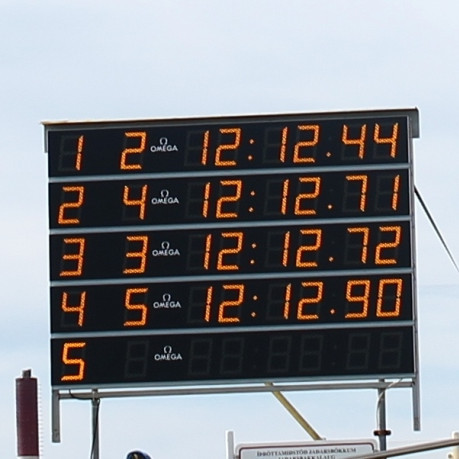 1 2 Ω OMEGA 12:12.44
2 4 Ω OMEGA 12:12.71
3 3 Ω OMEGA 12:12.72
4 5 Ω OMEGA 12:12.90
5 Ω OMEGA